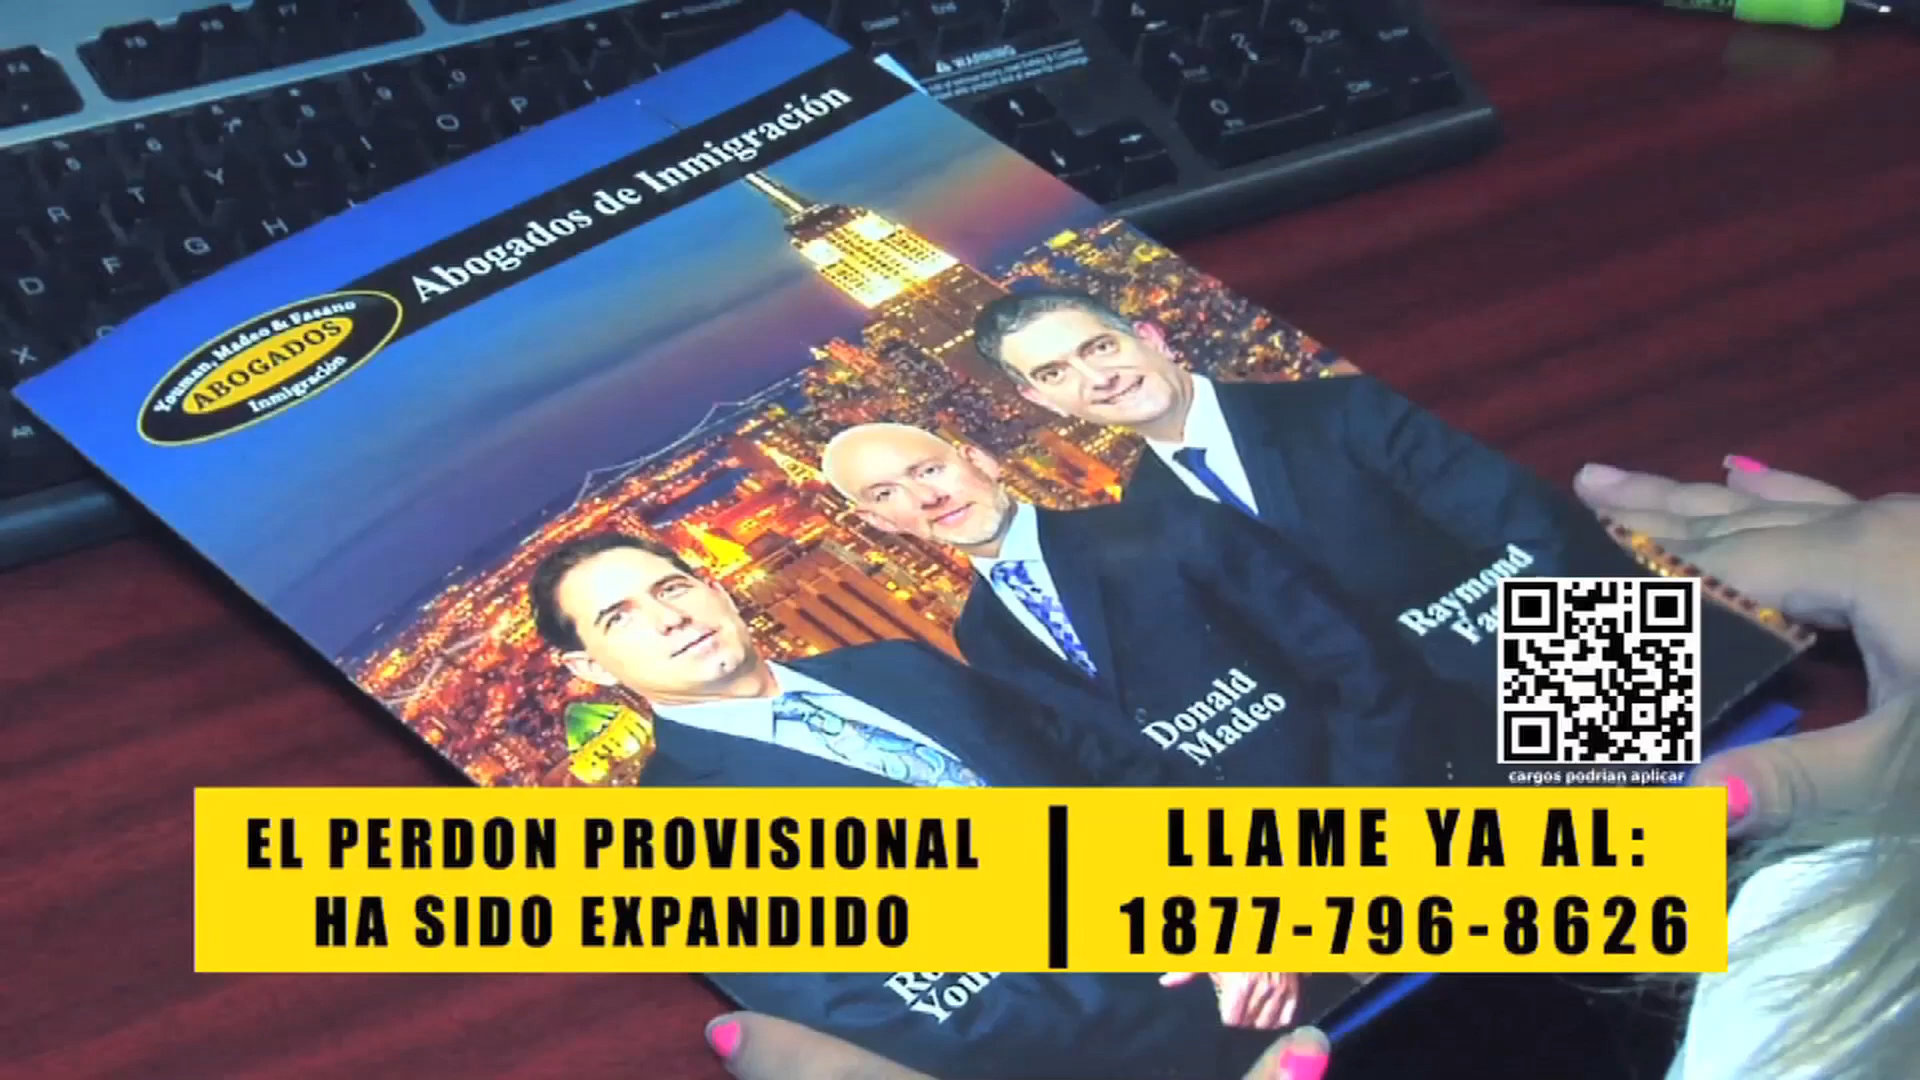 Abogados de Inmigración
Youman, Madeo & Fasano
ABOGADOS
Inmigración
Raymond
Donald
Madeo
cargos podrian aplicar
EL PERDON PROVISIONAL
HA SIDO EXPANDIDO
LLAME YA AL:
1877-796-8626
WARNING